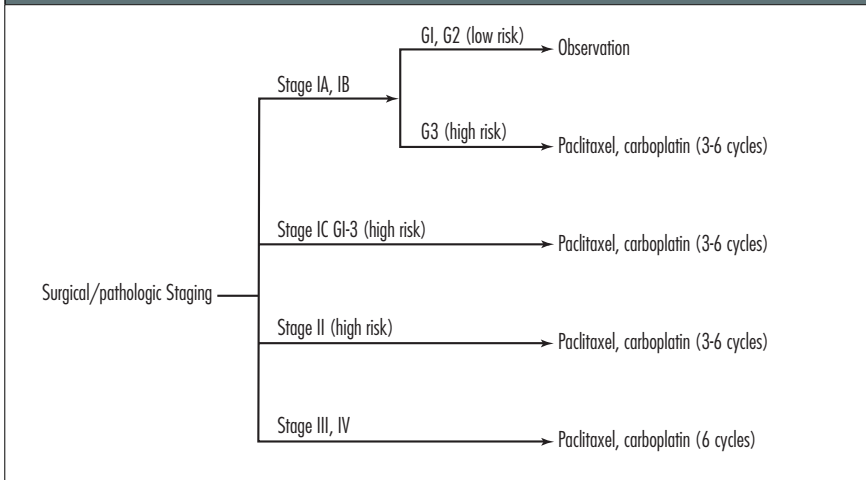 GI, G2 (low risk)
Observation
Stage IA, IB
G3 (high risk)
Paclitaxel, carboplatin (3-6 cycles)
Stage IC GI-3 (high risk)
Paclitaxel, carboplatin (3-6 cycles)
Surgical/pathologic Staging
Stage II (high risk)
Paclitaxel, carboplatin (3-6 cycles)
Stage III, IV
Paclitaxel, carboplatin (6 cycles)